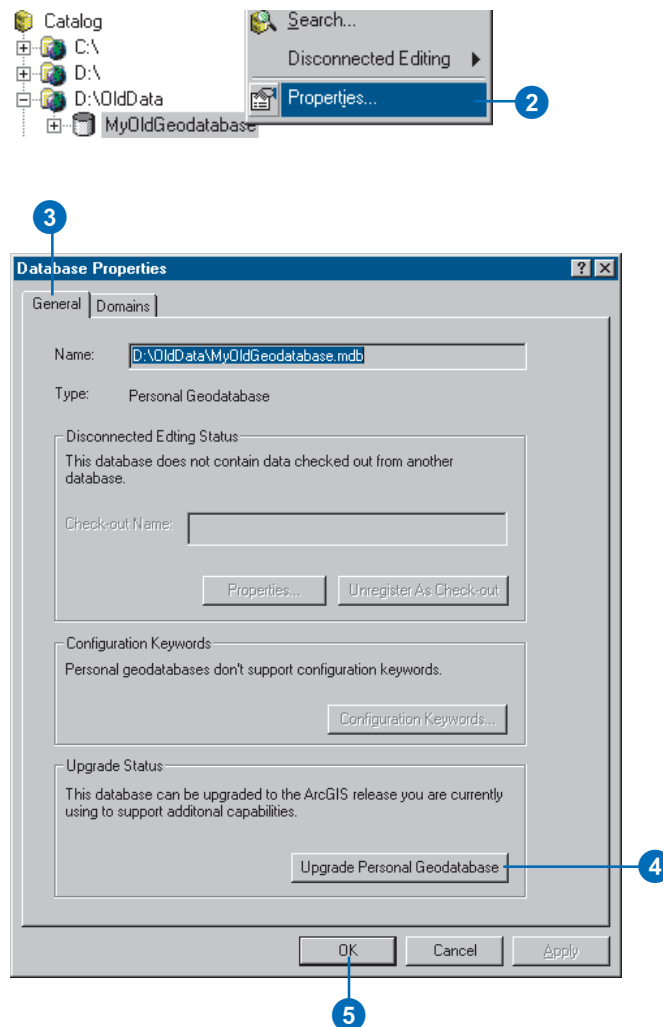 Catalog
C:\
D:\
D:\OldData
MyOldGeodatabase
Search...
Disconnected Editing
Properties...
2
3
Database Properties
General
Domains
Name: D:\OldData\MyOldGeodatabase.mdb
Type: Personal Geodatabase
Disconnected Edting Status
This database does not contain data checked out from another
database.
Check-out Name:
Properties...
Unregister As Check-out
Configuration Keywords
Personal geodatabases don't support configuration keywords.
Configuration Keywords...
Upgrade Status
This database can be upgraded to the ArcGIS release you are currently
using to support additonal capabilities.
Upgrade Personal Geodatabase
4
OK
Cancel
Apply
5